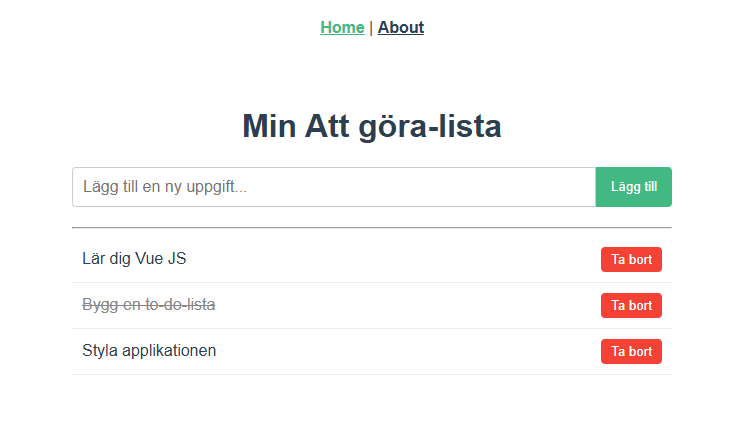 Home | About
Min Att göra-lista
Lägg till en ny uppgift... Lägg till
Lär dig Vue JS Ta bort
Bygg en to-do-lista Ta bort
Styla applikationen Ta bort